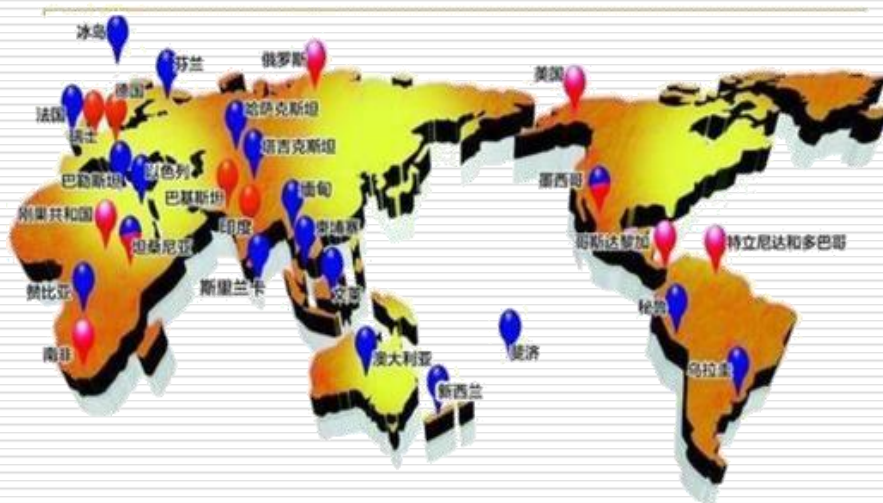 冰岛
芬兰
俄罗斯
美国
德国
法国
瑞士
哈萨克斯坦
塔吉克斯坦
巴勒斯坦
以色列
巴基斯坦
缅甸
墨西哥
刚果共和国
坦桑尼亚
印度
柬埔寨
哥斯达黎加
特立尼达和多巴哥
赞比亚
斯里兰卡
文莱
秘鲁
南非
澳大利亚
斐济
乌拉圭
新西兰